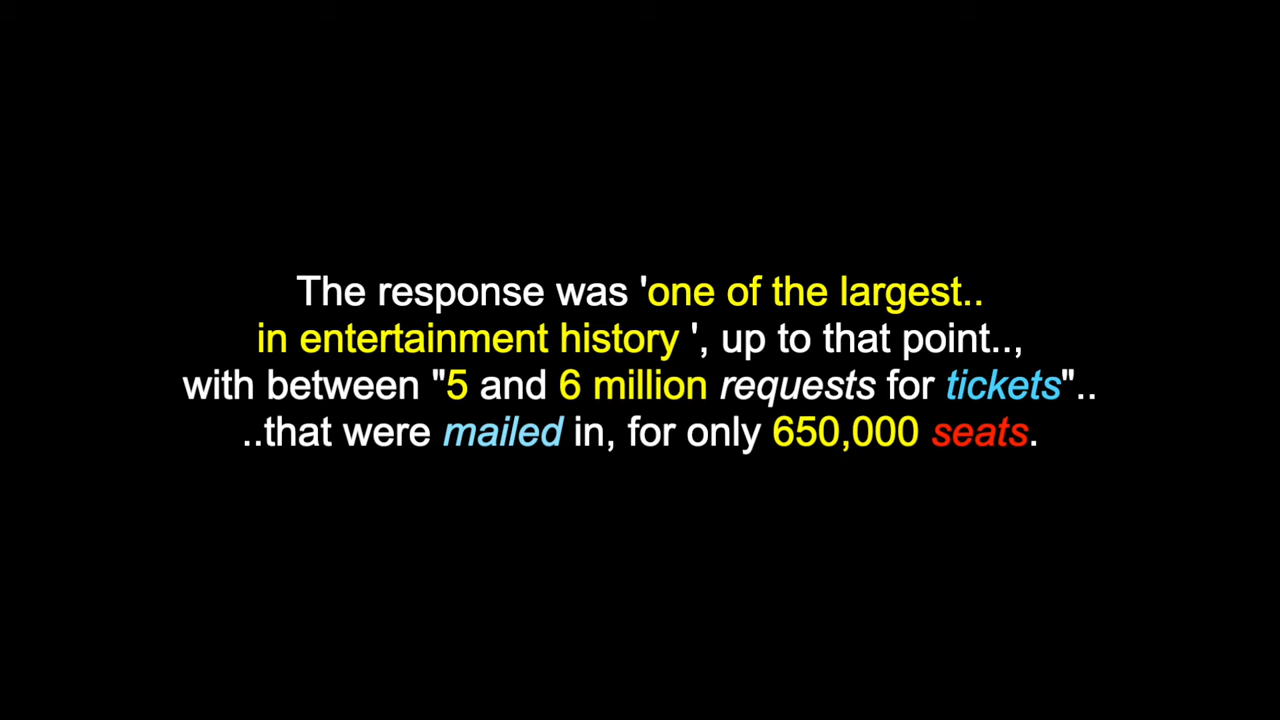 The response was 'one of the largest..
in entertainment history ', up to that point..,
with between "5 and 6 million requests for tickets"..
..that were mailed in, for only 650,000 seats.